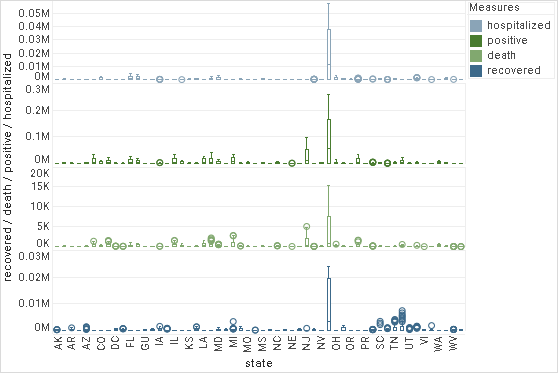 Measures
hospitalized
positive
death
recovered
recovered / death / positive / hospitalized
0.05M
0.04M
0.03M
0.02M
0.01M
0M
0.3M
0.2M
0.1M
0M
20K
15K
10K
5K
0K
0.03M
0.02M
0.01M
0M
AK AR AZ CO DC FL GU IA IL KS LA MD MI MO MS NC NE NJ NV OH PR SC TN UT VI WA WV
state